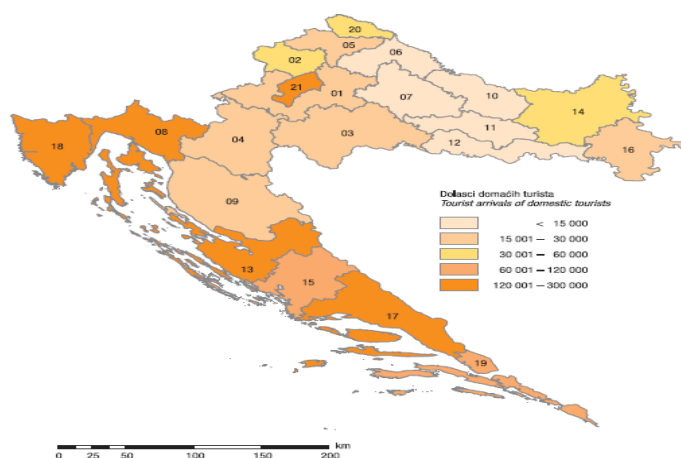 20
05
06
02
21
01
07
10
14
11
12
16
18
08
04
03
09
13
15
17
19
Dolasci domaćih turista
Tourist arrivals of domestic tourists
< 15 000
15 001 – 30 000
30 001 – 60 000
60 001 – 120 000
120 001 – 300 000
km
0 25 50 100 150 200